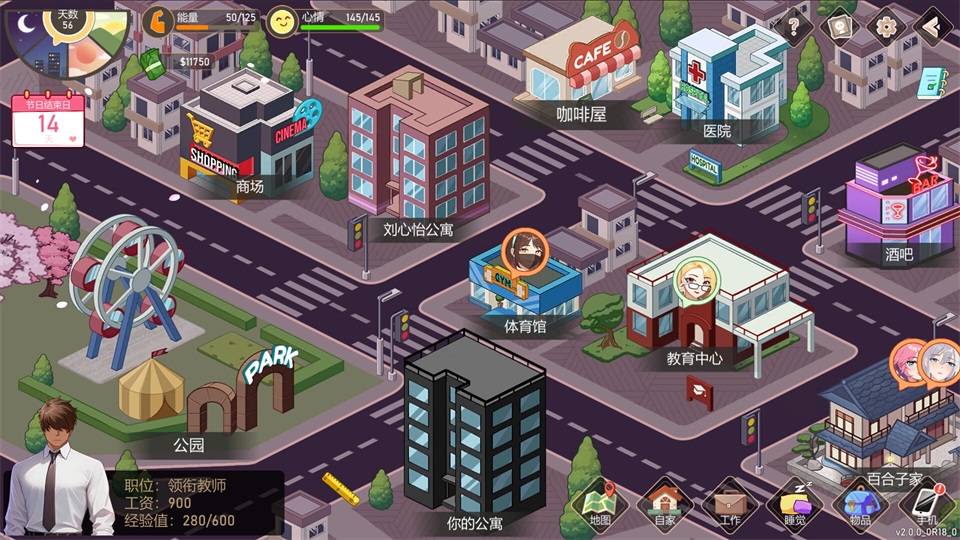 天数
56
能量
50/125
心情
145/145
$11750
节日结束日
14
天
CAFE
咖啡屋
HOSPITAL
医院
HOSPITAL
SHOPPING
CINEMA
商场
刘心怡公寓
BAR
OPEN
酒吧
GYM
体育馆
教育中心
PARK
公园
百合子家
你的公寓
职位：领衔教师
工资：900
经验值：280/600
地图
自家
工作
睡觉
物品
手机
v2.0.0_0R18_0